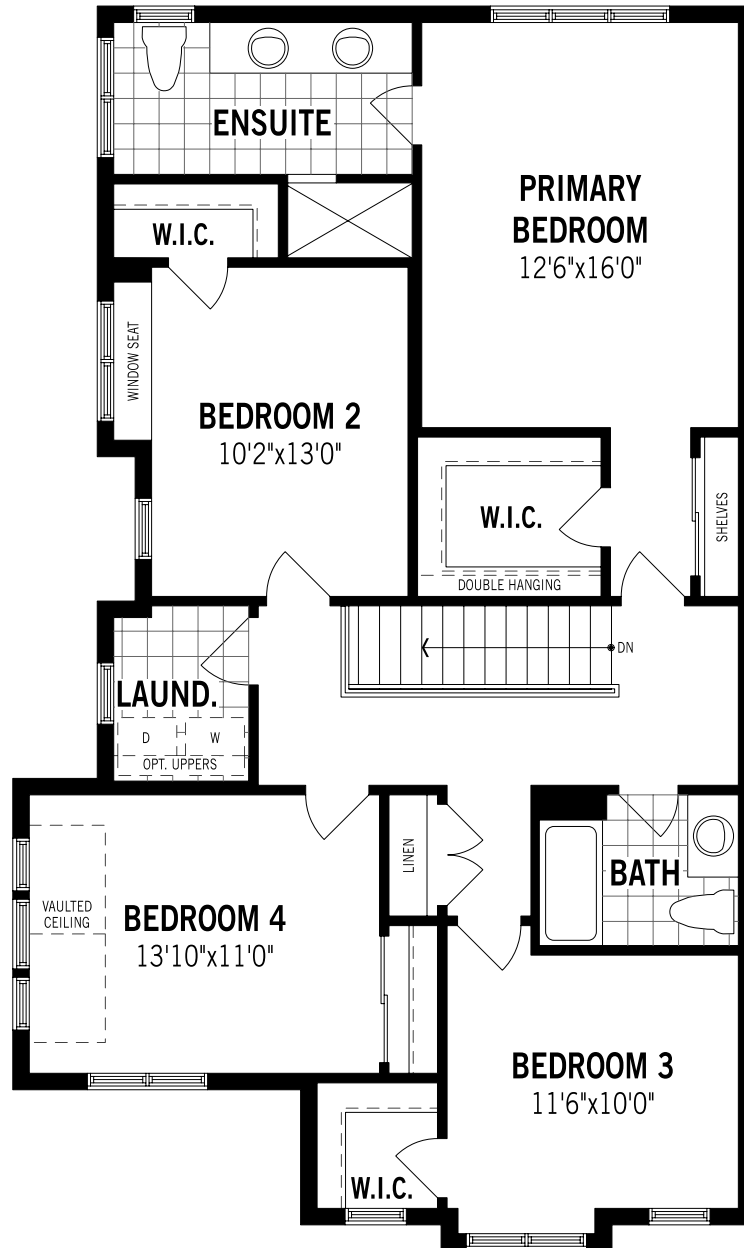 ENSUITE
PRIMARY
BEDROOM
12'6"x16'0"
W.I.C.
WINDOW SEAT
BEDROOM 2
10'2"x13'0"
W.I.C.
DOUBLE HANGING
SHELVES
DN
LAUND.
D
W
OPT. UPPERS
LINEN
BATH
VAULTED
CEILING
BEDROOM 4
13'10"x11'0"
BEDROOM 3
11'6"x10'0"
W.I.C.